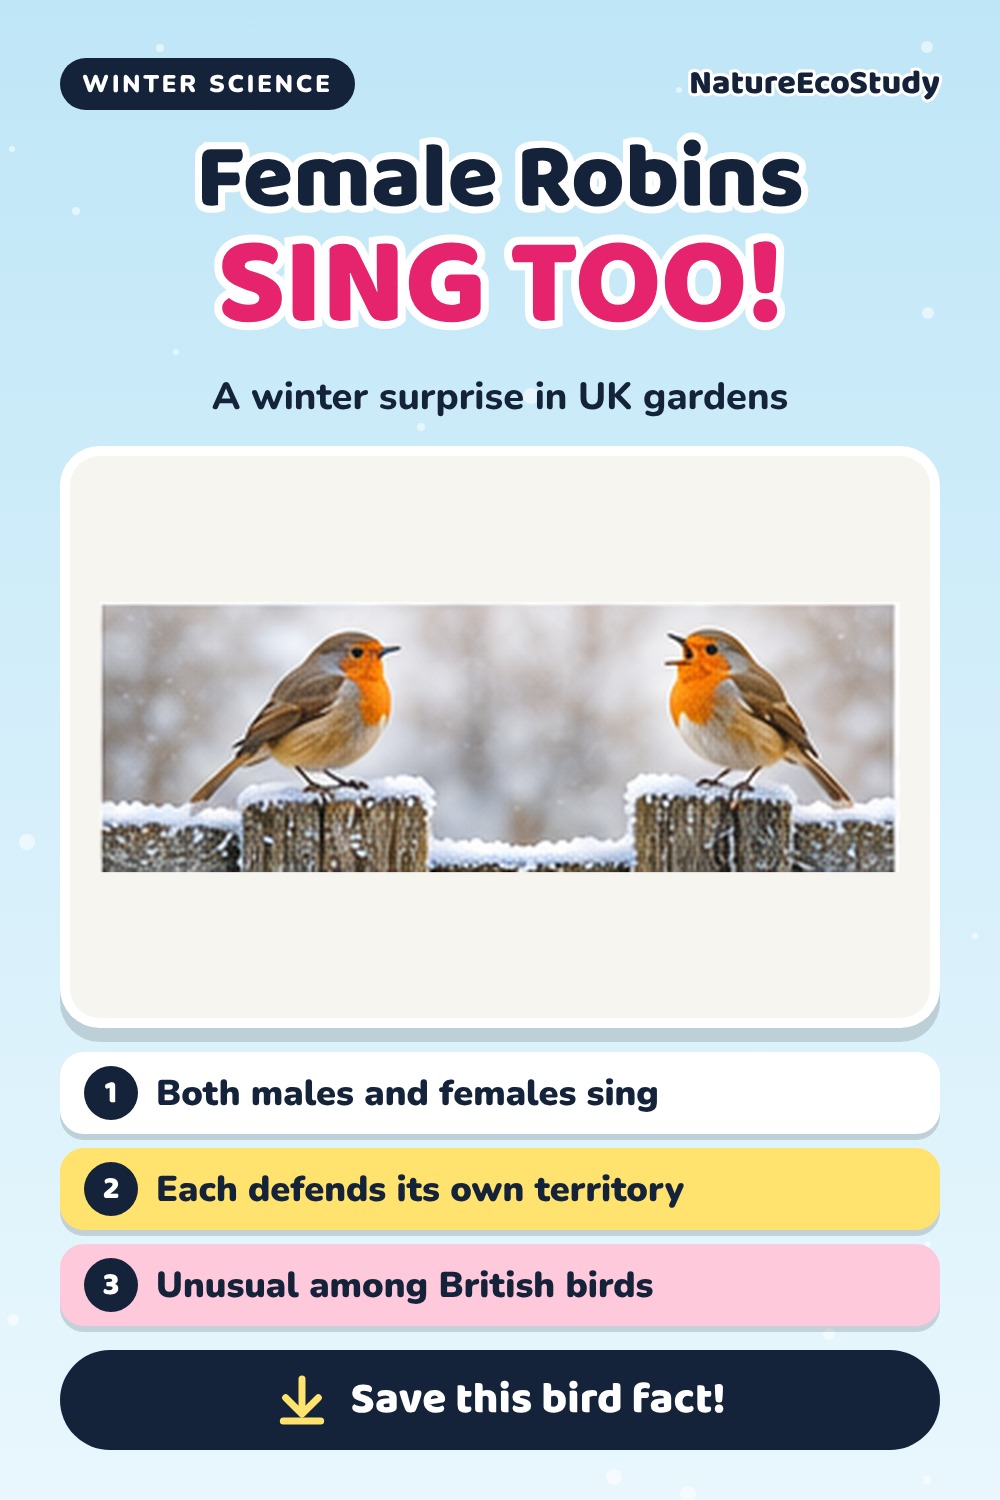 WINTER SCIENCE
NatureEcoStudy
Female Robins
SING TOO!
A winter surprise in UK gardens
1 Both males and females sing
2 Each defends its own territory
3 Unusual among British birds
Save this bird fact!